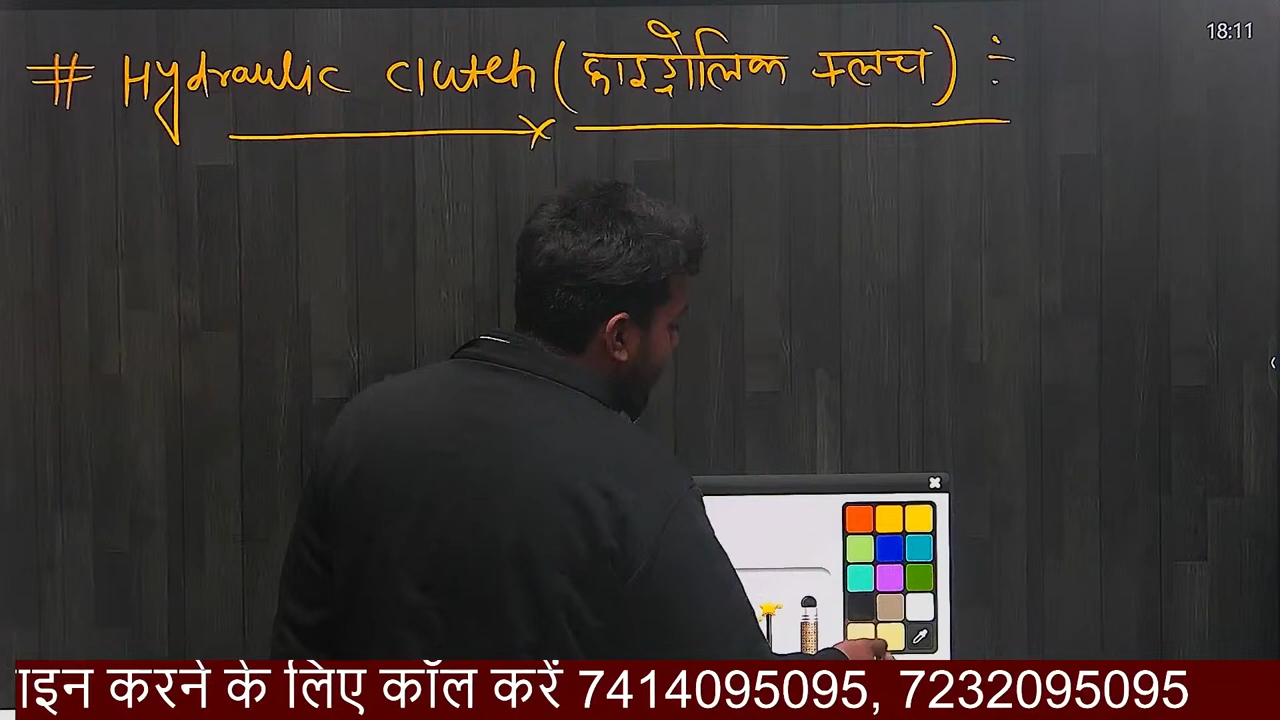 18:11
# Hydraulic clutch (हाइड्रोलिक क्लच) :-
ाइन करने के लिए कॉल करें 7414095095, 7232095095